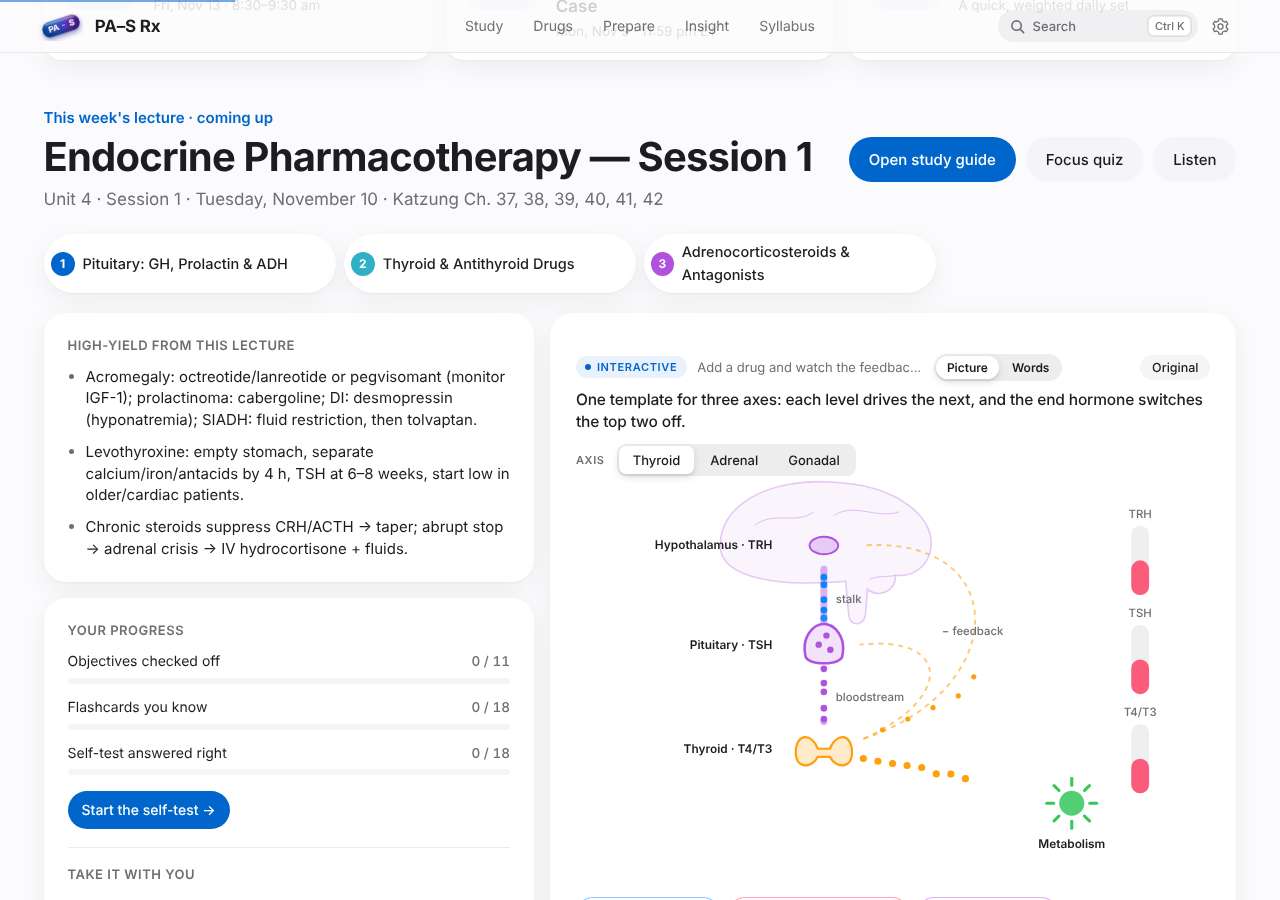 Fri, Nov 13 · 8:30–9:30 am
Case
A quick, weighted daily set
PA - S
PA–S Rx
Study
Drugs
Prepare
Insight
Syllabus
Search
Ctrl K
This week's lecture · coming up
Endocrine Pharmacotherapy — Session 1
Open study guide
Focus quiz
Listen
Unit 4 · Session 1 · Tuesday, November 10 · Katzung Ch. 37, 38, 39, 40, 41, 42
1 Pituitary: GH, Prolactin & ADH
2 Thyroid & Antithyroid Drugs
3 Adrenocorticosteroids &
Antagonists
HIGH-YIELD FROM THIS LECTURE
• Acromegaly: octreotide/lanreotide or pegvisomant (monitor
IGF-1); prolactinoma: cabergoline; DI: desmopressin
(hyponatremia); SIADH: fluid restriction, then tolvaptan.
• Levothyroxine: empty stomach, separate
calcium/iron/antacids by 4 h, TSH at 6–8 weeks, start low in
older/cardiac patients.
• Chronic steroids suppress CRH/ACTH → taper; abrupt stop
→ adrenal crisis → IV hydrocortisone + fluids.
YOUR PROGRESS
Objectives checked off 0 / 11
Flashcards you know 0 / 18
Self-test answered right 0 / 18
Start the self-test →
TAKE IT WITH YOU
INTERACTIVE
Add a drug and watch the feedbac...
Picture
Words
Original
One template for three axes: each level drives the next, and the end hormone switches
the top two off.
AXIS
Thyroid
Adrenal
Gonadal
TRH
Hypothalamus · TRH
stalk
TSH
– feedback
Pituitary · TSH
bloodstream
T4/T3
Thyroid · T4/T3
Metabolism